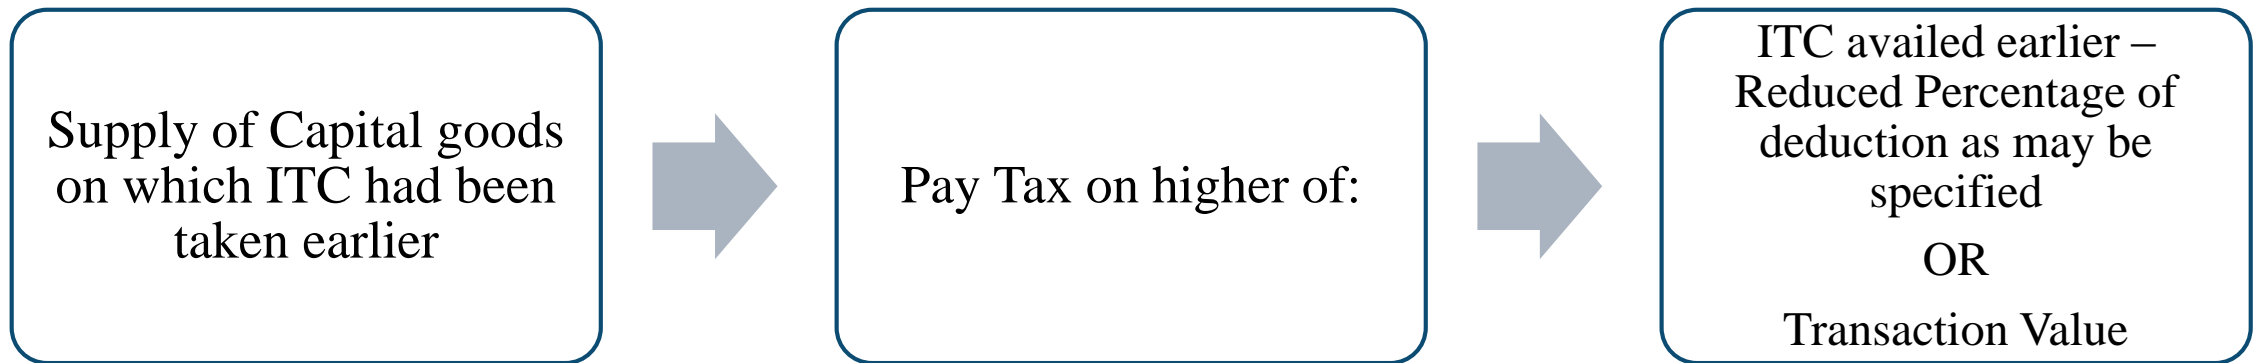 Supply of Capital goods
on which ITC had been
taken earlier
Pay Tax on higher of:
ITC availed earlier –
Reduced Percentage of
deduction as may be
specified
OR
Transaction Value